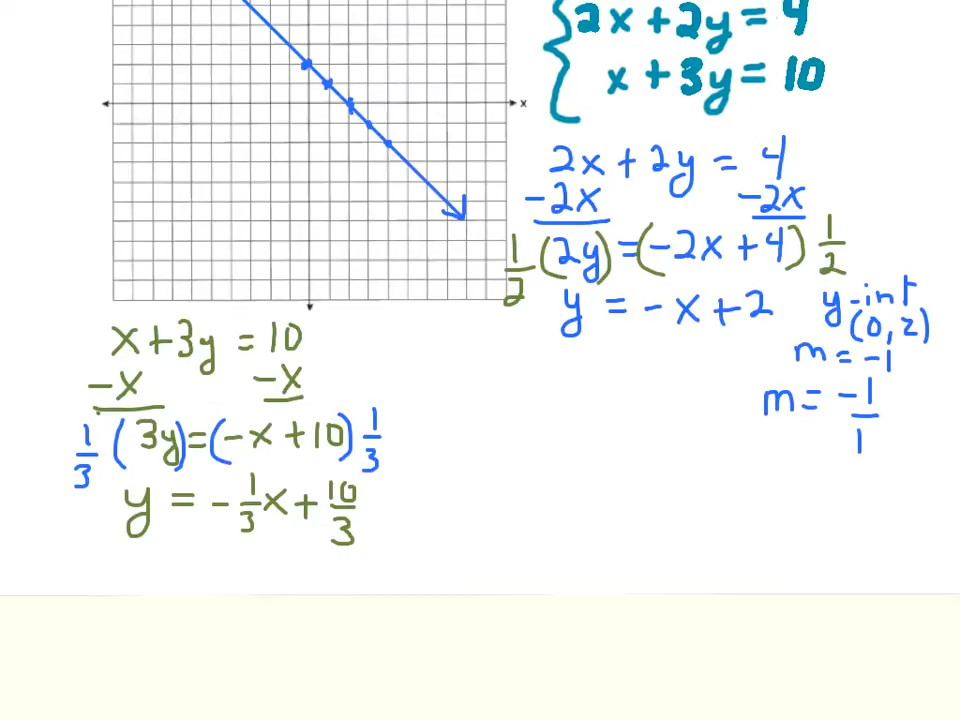 2x + 2y = 4
x + 3y = 10
x
2x + 2y = 4
-2x -2x
1/2 (2y) = (-2x + 4) 1/2
y = -x + 2
y-int
(0, 2)
m = -1
m = -1/1
x + 3y = 10
-x -x
1/3 (3y) = (-x + 10) 1/3
y = -1/3x + 10/3